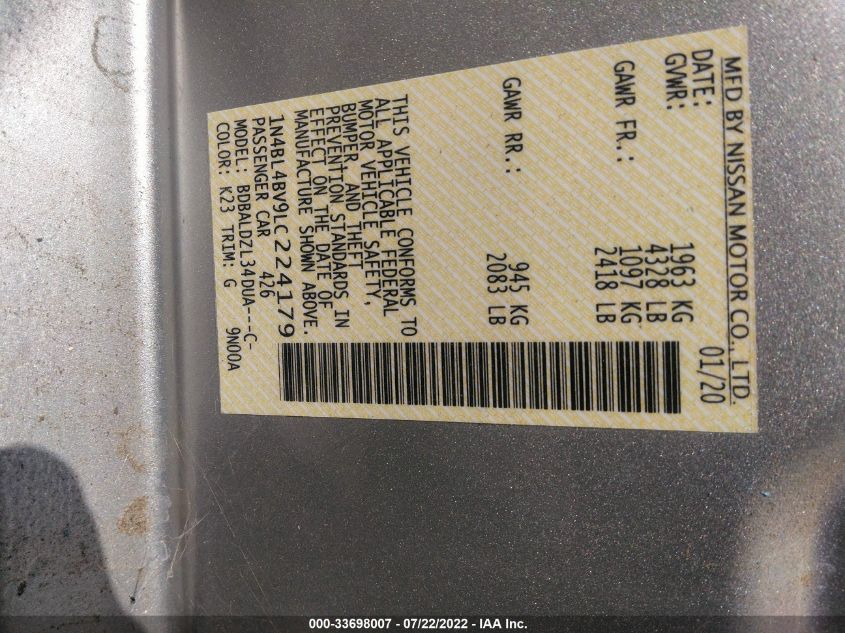 MFD BY NISSAN MOTOR CO., LTD.
DATE: 01/20
GVWR: 1963 KG
4328 LB
GAWR FR.: 1097 KG
2418 LB
GAWR RR.: 945 KG
2083 LB
THIS VEHICLE CONFORMS TO
ALL APPLICABLE FEDERAL
MOTOR VEHICLE SAFETY,
BUMPER, AND THEFT
PREVENTION STANDARDS IN
EFFECT ON THE DATE OF
MANUFACTURE SHOWN ABOVE.
1N4BL4BV9LC224179
PASSENGER CAR 426
MODEL: BDBALDZL34DUA---C-
COLOR: K23 TRIM: G 9N00A
000-33698007 - 07/22/2022 - IAA Inc.